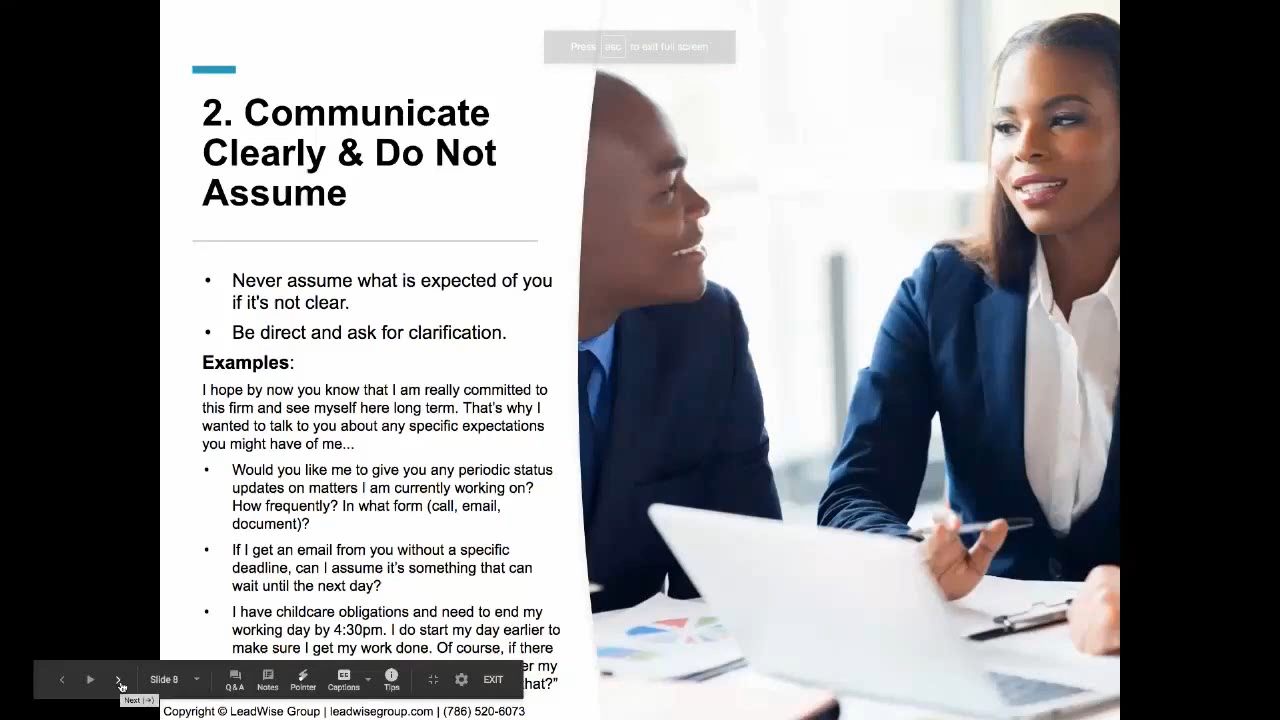 Press esc to exit full screen
2. Communicate
Clearly & Do Not
Assume
• Never assume what is expected of you
if it's not clear.
• Be direct and ask for clarification.
Examples:
I hope by now you know that I am really committed to
this firm and see myself here long term. That's why I
wanted to talk to you about any specific expectations
you might have of me...
• Would you like me to give you any periodic status
updates on matters I am currently working on?
How frequently? In what form (call, email,
document)?
• If I get an email from you without a specific
deadline, can I assume it's something that can
wait until the next day?
• I have childcare obligations and need to end my
working day by 4:30pm. I do start my day earlier to
make sure I get my work done. Of course, if there
er my
that?"
Slide 8
Q&A
Notes
Pointer
Captions
Tips
EXIT
Next (→)
Copyright © LeadWise Group | leadwisegroup.com | (786) 520-6073